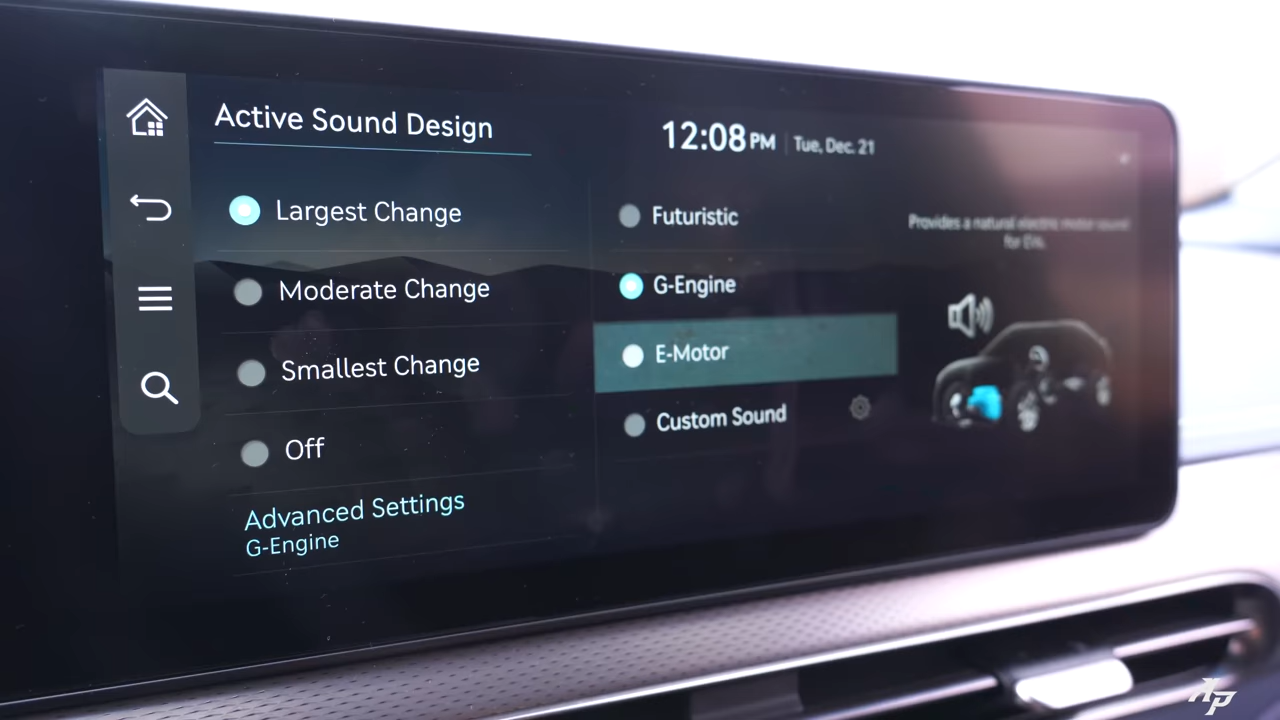 Active Sound Design
12:08 PM
Tue, Dec. 21
Largest Change
Moderate Change
Smallest Change
Off
Advanced Settings
G-Engine
Futuristic
G-Engine
E-Motor
Custom Sound
Provides a natural electric motor sound
for EVs.
XP